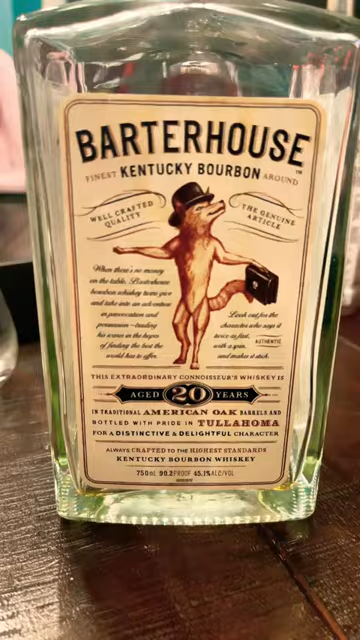 BARTERHOUSE™
FINEST KENTUCKY BOURBON AROUND
WELL CRAFTED
QUALITY
THE GENUINE
ARTICLE
When there's no money
on the table, Barterhouse
bourbon whiskey turns give
and take into an adventure
in provocation and
persuasion—trading
his wares in the hopes
of finding the best the
world has to offer.
Look out for the
character who says it
twice as fast,
with a spin,
and makes it stick.
AUTHENTIC
THIS EXTRAORDINARY CONNOISSEUR'S WHISKEY IS
AGED 20 YEARS
IN TRADITIONAL AMERICAN OAK BARRELS AND
BOTTLED WITH PRIDE IN TULLAHOMA
FOR A DISTINCTIVE & DELIGHTFUL CHARACTER
ALWAYS CRAFTED TO THE HIGHEST STANDARDS
KENTUCKY BOURBON WHISKEY
750mL 90.2PROOF 45.1%ALC/VOL